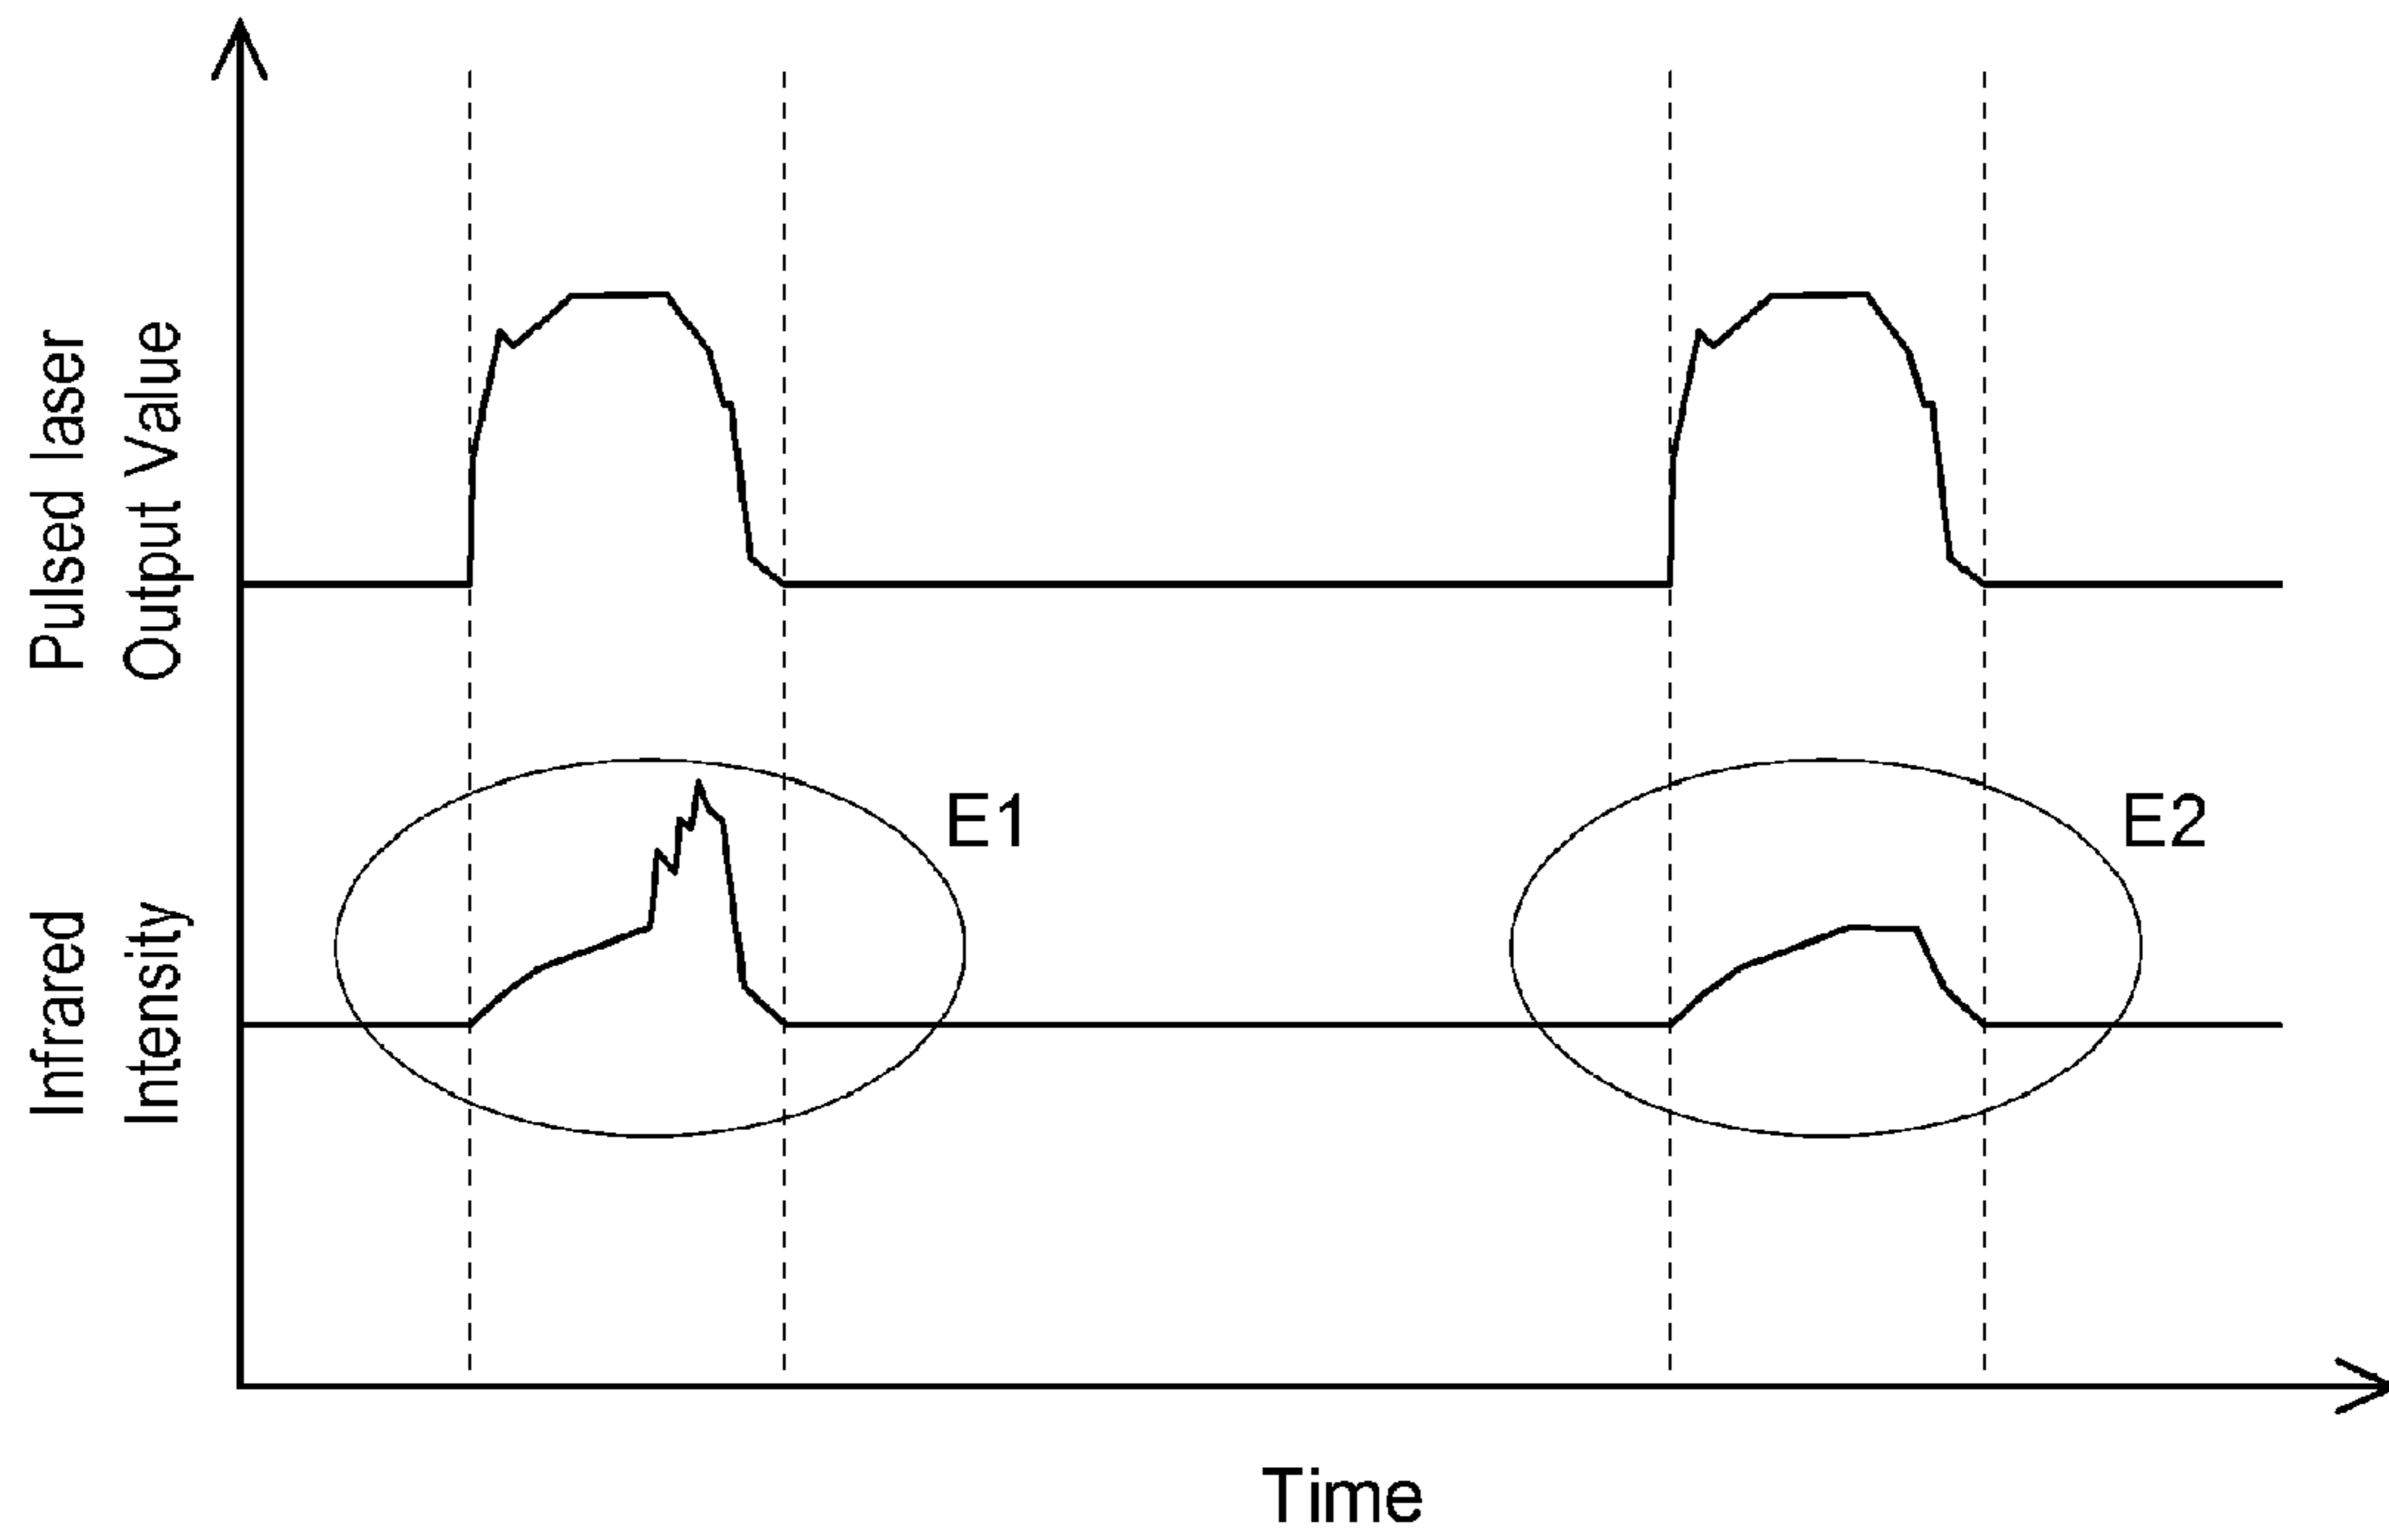 Pulsed laser
Output Value
E1
E2
Infrared
Intensity
Time